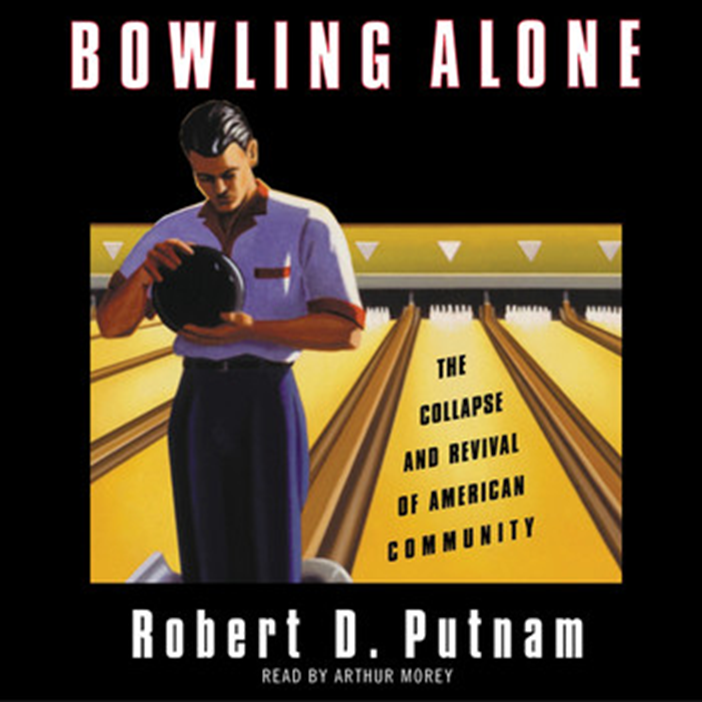 BOWLING ALONE
THE
COLLAPSE
AND REVIVAL
OF AMERICAN
COMMUNITY
Robert D. Putnam
READ BY ARTHUR MOREY